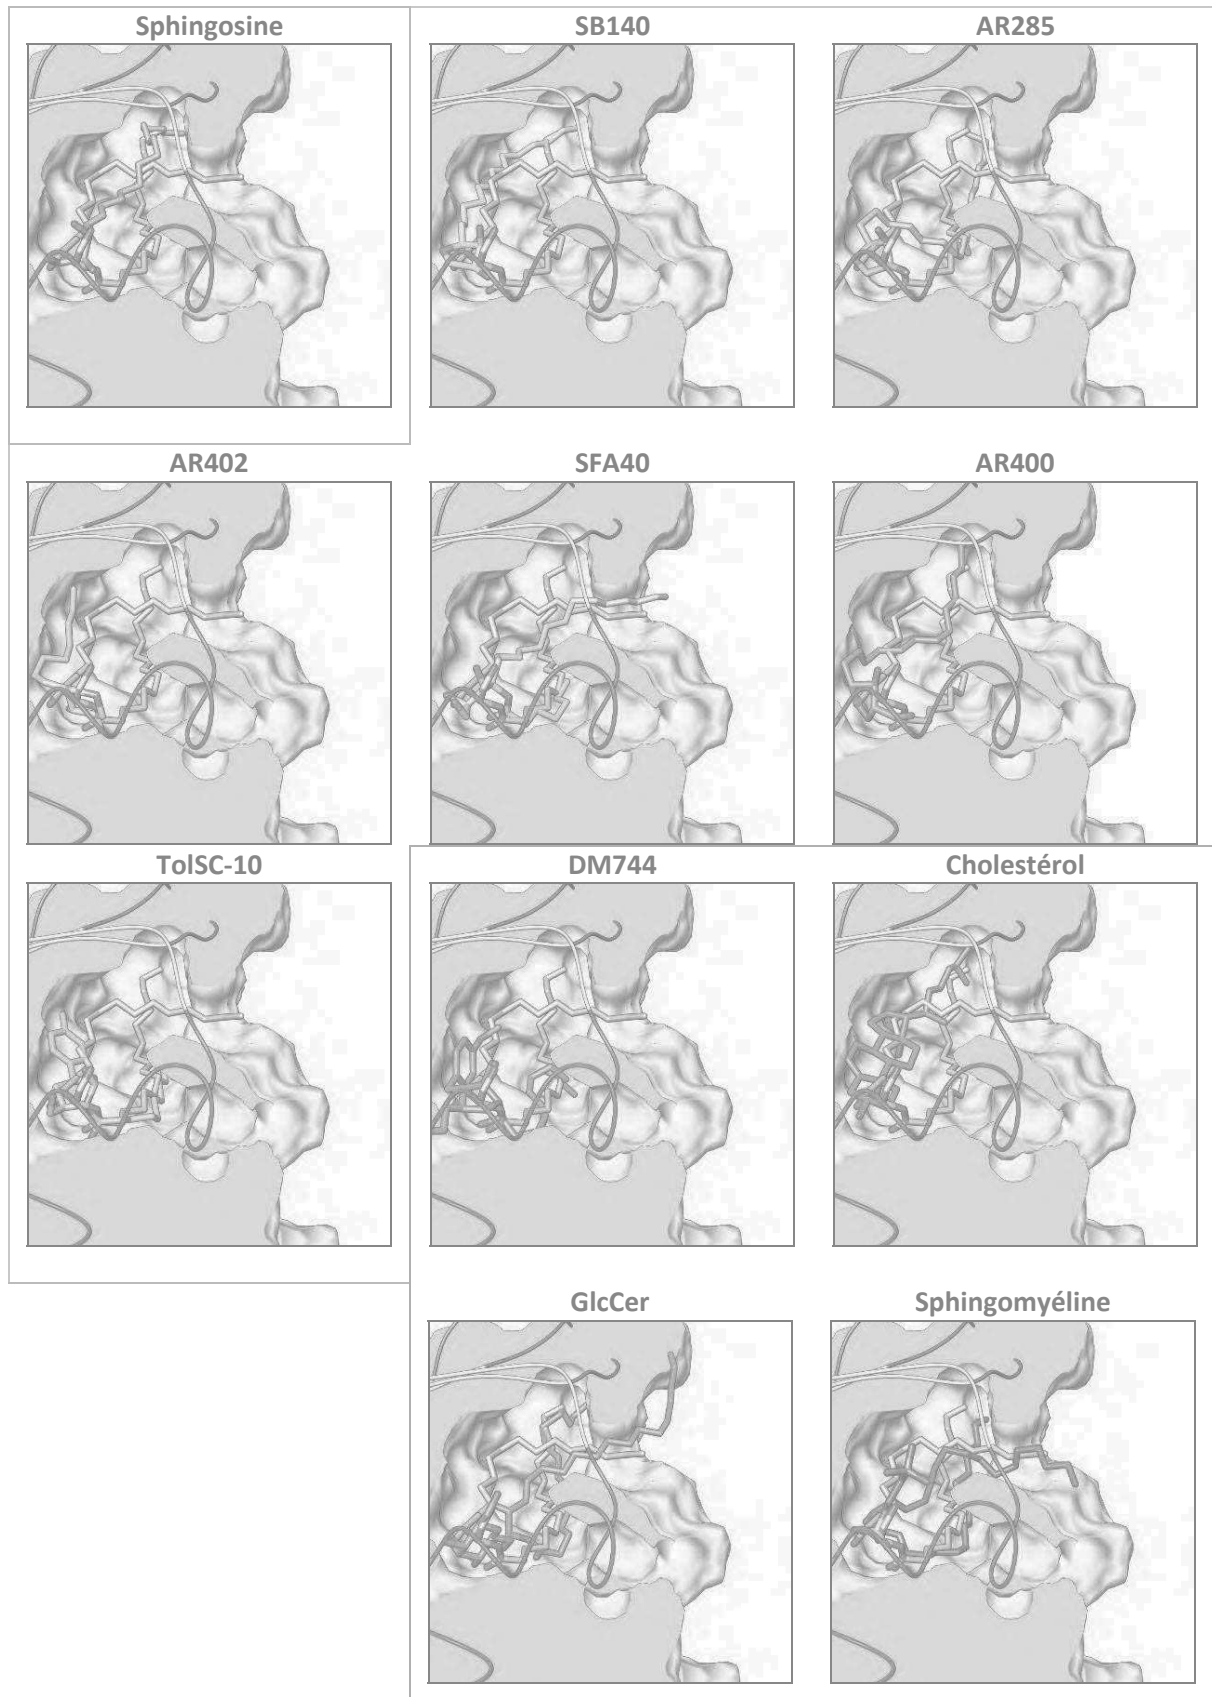 Sphingosine
SB140
AR285
AR402
SFA40
AR400
TolSC-10
DM744
Cholestérol
GlcCer
Sphingomyéline